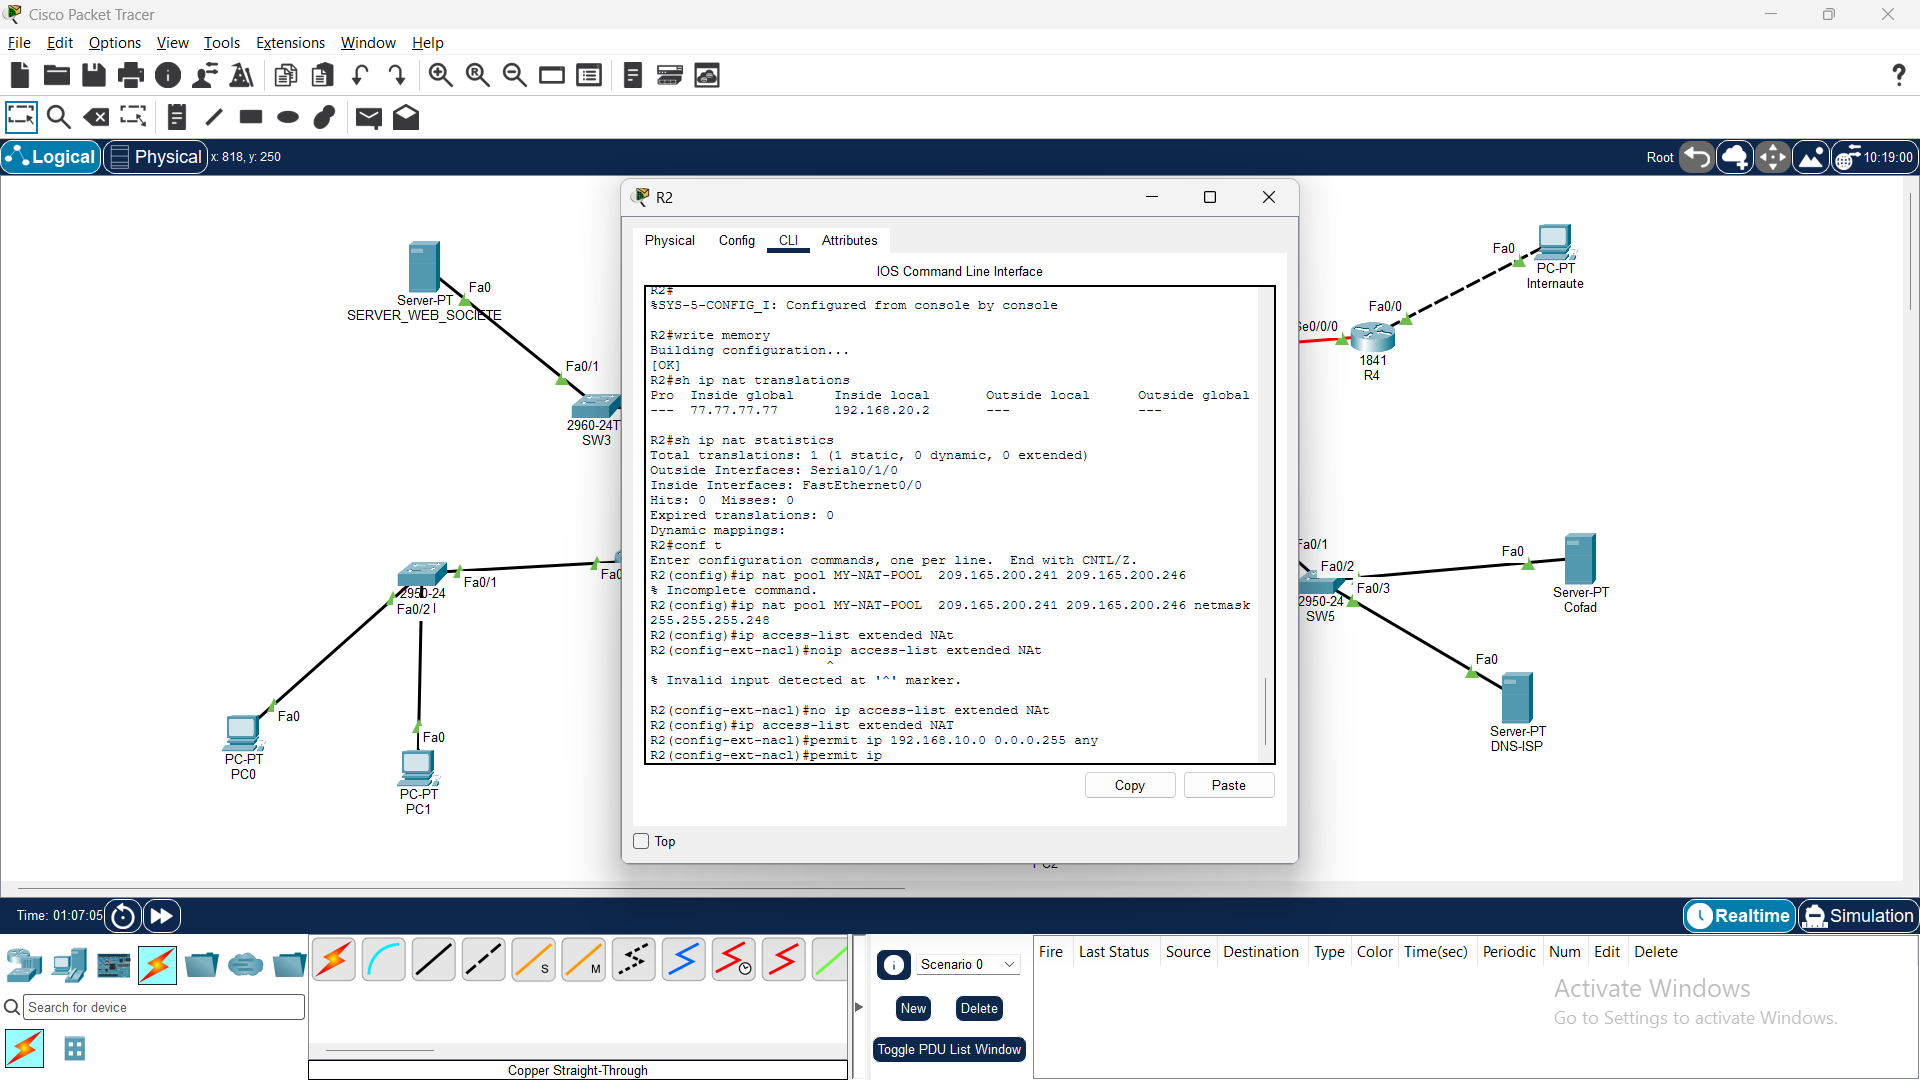 Cisco Packet Tracer
File Edit Options View Tools Extensions Window Help
Logical Physical x: 818, y: 250
Root 10:19:00
R2
Physical Config CLI Attributes
IOS Command Line Interface
R2#
%SYS-5-CONFIG_I: Configured from console by console
R2#write memory
Building configuration...
[OK]
R2#sh ip nat translations
Pro Inside global Inside local Outside local Outside global
--- 77.77.77.77 192.168.20.2 --- ---
R2#sh ip nat statistics
Total translations: 1 (1 static, 0 dynamic, 0 extended)
Outside Interfaces: Serial0/1/0
Inside Interfaces: FastEthernet0/0
Hits: 0 Misses: 0
Expired translations: 0
Dynamic mappings:
R2#conf t
Enter configuration commands, one per line. End with CNTL/Z.
R2(config)#ip nat pool MY-NAT-POOL 209.165.200.241 209.165.200.246
% Incomplete command.
R2(config)#ip nat pool MY-NAT-POOL 209.165.200.241 209.165.200.246 netmask
255.255.255.248
R2(config)#ip access-list extended NAt
R2(config-ext-nacl)#noip access-list extended NAt
^
% Invalid input detected at '^' marker.
R2(config-ext-nacl)#no ip access-list extended NAt
R2(config)#ip access-list extended NAT
R2(config-ext-nacl)#permit ip 192.168.10.0 0.0.0.255 any
R2(config-ext-nacl)#permit ip
Copy Paste
Top
Fa0
Server-PT
SERVER_WEB_SOCIETE
Fa0/1
2960-24T
SW3
Fa0/1
2950-24
Fa0/2
Fa0
PC-PT
PC0
Fa0
PC-PT
PC1
Fa0
PC-PT
Internaute
Fa0/0
Se0/0/0
1841
R4
Fa0/1
Fa0/2
Fa0/3
2950-24
SW5
Fa0
Server-PT
Cofad
Fa0
Server-PT
DNS-ISP
Time: 01:07:05
Realtime Simulation
Search for device
S
M
Copper Straight-Through
Scenario 0
New Delete
Toggle PDU List Window
Fire Last Status Source Destination Type Color Time(sec) Periodic Num Edit Delete
Activate Windows
Go to Settings to activate Windows.